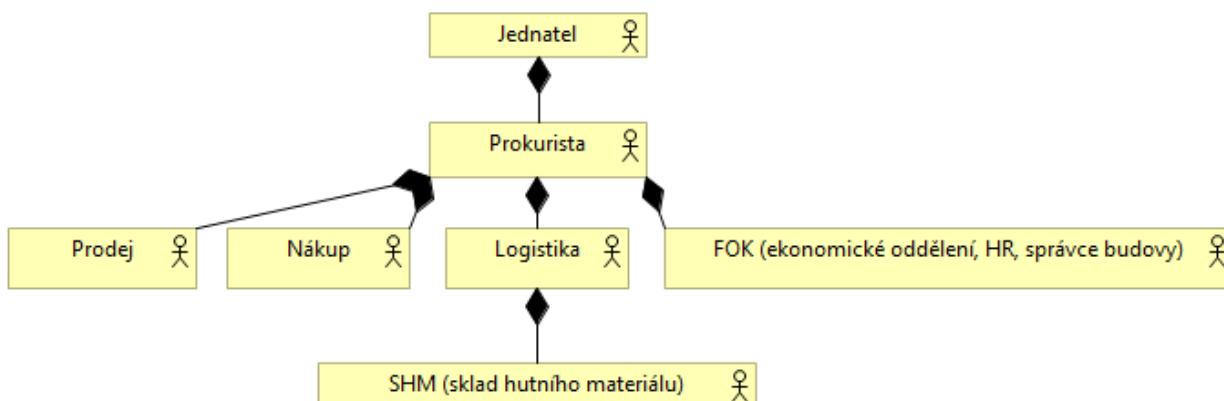 Jednatel
Prokurista
Prodej
Nákup
Logistika
FOK (ekonomické oddělení, HR, správce budovy)
SHM (sklad hutního materiálu)